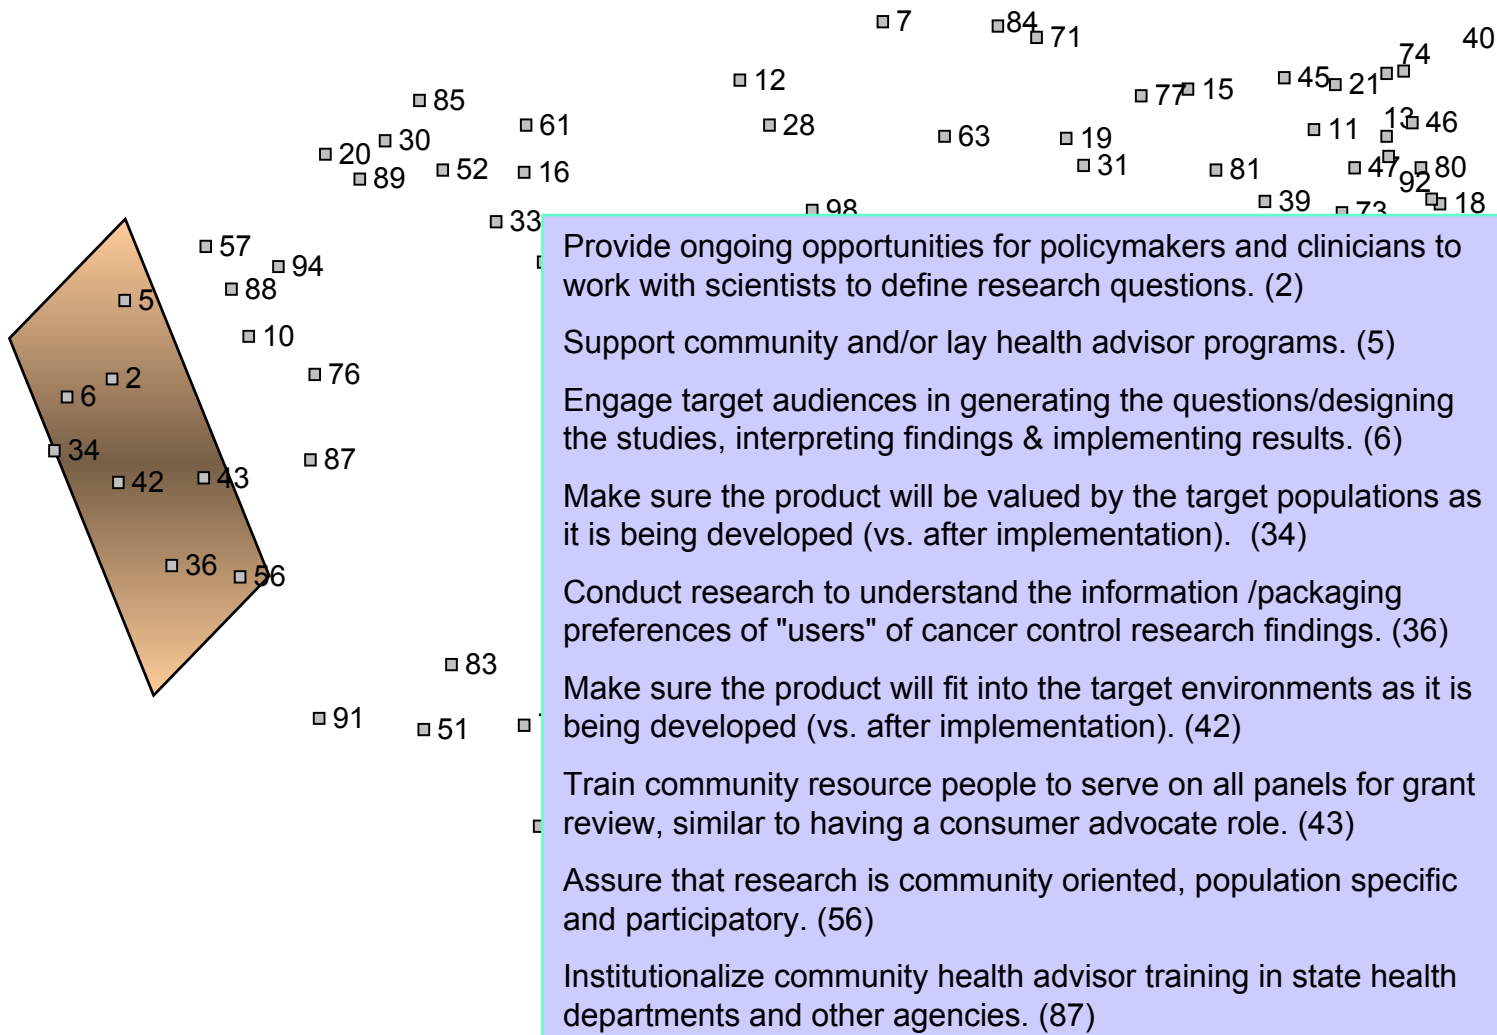 7
84
71
40
74
12
85
77
15
45
21
61
28
63
19
11
13
46
30
20
89
52
16
31
81
47
80
92
33
98
39
73
18
57
94
88
5
10
2
76
6
34
87
42
43
36
56
83
91
51
Provide ongoing opportunities for policymakers and clinicians to
work with scientists to define research questions. (2)
Support community and/or lay health advisor programs. (5)
Engage target audiences in generating the questions/designing
the studies, interpreting findings & implementing results. (6)
Make sure the product will be valued by the target populations as
it is being developed (vs. after implementation).  (34)
Conduct research to understand the information /packaging
preferences of "users" of cancer control research findings. (36)
Make sure the product will fit into the target environments as it is
being developed (vs. after implementation). (42)
Train community resource people to serve on all panels for grant
review, similar to having a consumer advocate role. (43)
Assure that research is community oriented, population specific
and participatory. (56)
Institutionalize community health advisor training in state health
departments and other agencies. (87)